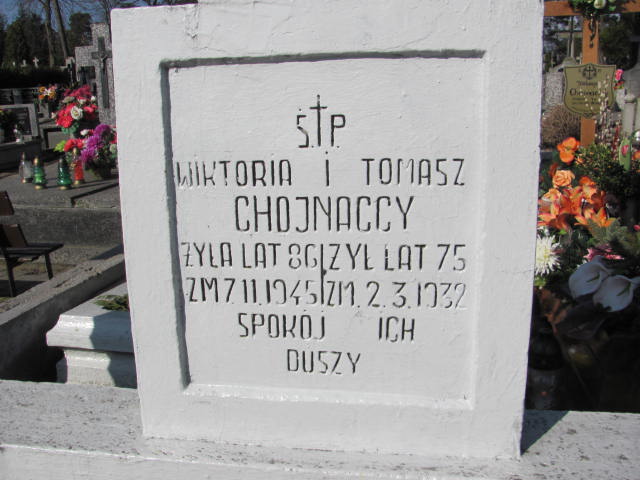 Ś.†P.
WIKTORIA I TOMASZ
CHOJNACCY
ŻYŁA LAT 86 ŻYŁ LAT 75
ZM 7.11.1945 ZM. 2.3.1932
SPOKÓJ ICH
DUSZY